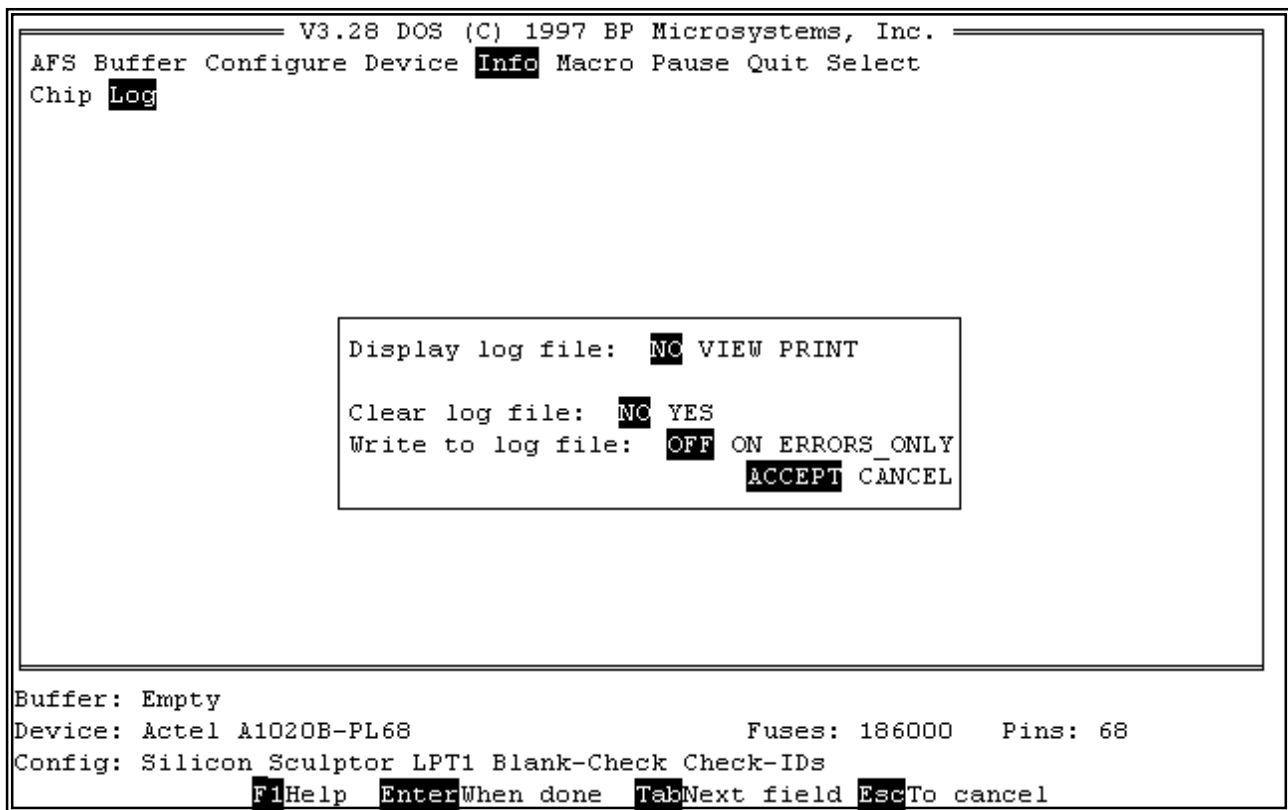 V3.28 DOS (C) 1997 BP Microsystems, Inc.
AFS Buffer Configure Device Info Macro Pause Quit Select
Chip Log
Display log file: NO VIEW PRINT
Clear log file: NO YES
Write to log file: OFF ON ERRORS_ONLY
ACCEPT CANCEL
Buffer: Empty
Device: Actel A1020B-PL68 Fuses: 186000 Pins: 68
Config: Silicon Sculptor LPT1 Blank-Check Check-IDs
F1Help EnterWhen done TabNext field EscTo cancel